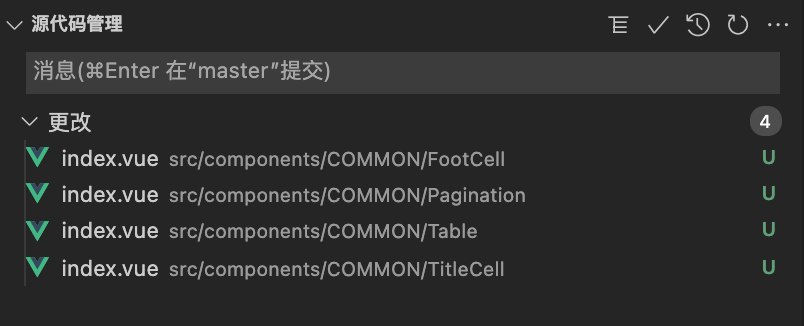 源代码管理
消息(⌘Enter 在“master”提交)
更改 4
index.vue src/components/COMMON/FootCell U
index.vue src/components/COMMON/Pagination U
index.vue src/components/COMMON/Table U
index.vue src/components/COMMON/TitleCell U